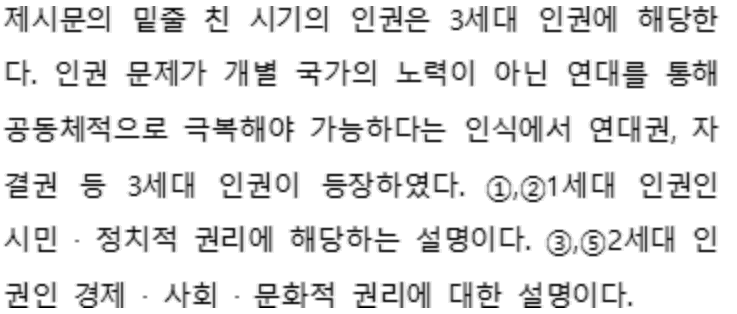 제시문의 밑줄 친 시기의 인권은 3세대 인권에 해당한
다. 인권 문제가 개별 국가의 노력이 아닌 연대를 통해
공동체적으로 극복해야 가능하다는 인식에서 연대권, 자
결권 등 3세대 인권이 등장하였다. ①,②1세대 인권인
시민 · 정치적 권리에 해당하는 설명이다. ③,⑤2세대 인
권인 경제 · 사회 · 문화적 권리에 대한 설명이다.